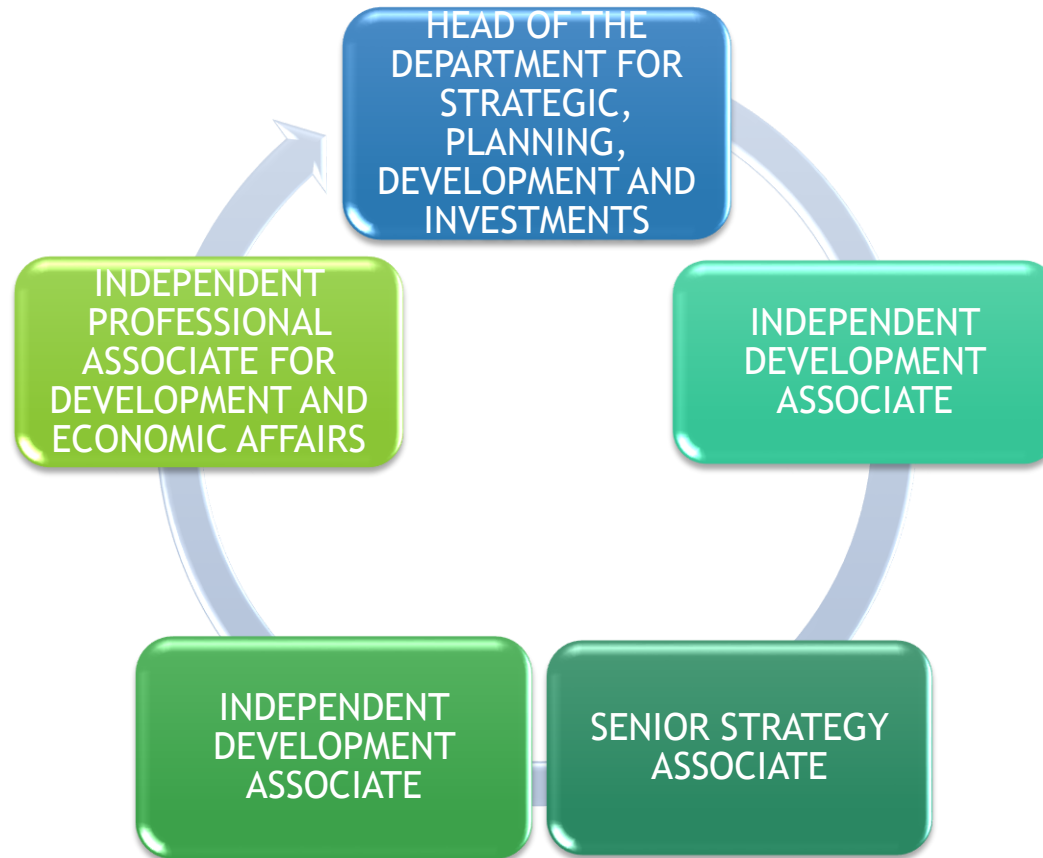 HEAD OF THE
DEPARTMENT FOR
STRATEGIC,
PLANNING,
DEVELOPMENT AND
INVESTMENTS
INDEPENDENT
DEVELOPMENT
ASSOCIATE
SENIOR STRATEGY
ASSOCIATE
INDEPENDENT
DEVELOPMENT
ASSOCIATE
INDEPENDENT
PROFESSIONAL
ASSOCIATE FOR
DEVELOPMENT AND
ECONOMIC AFFAIRS